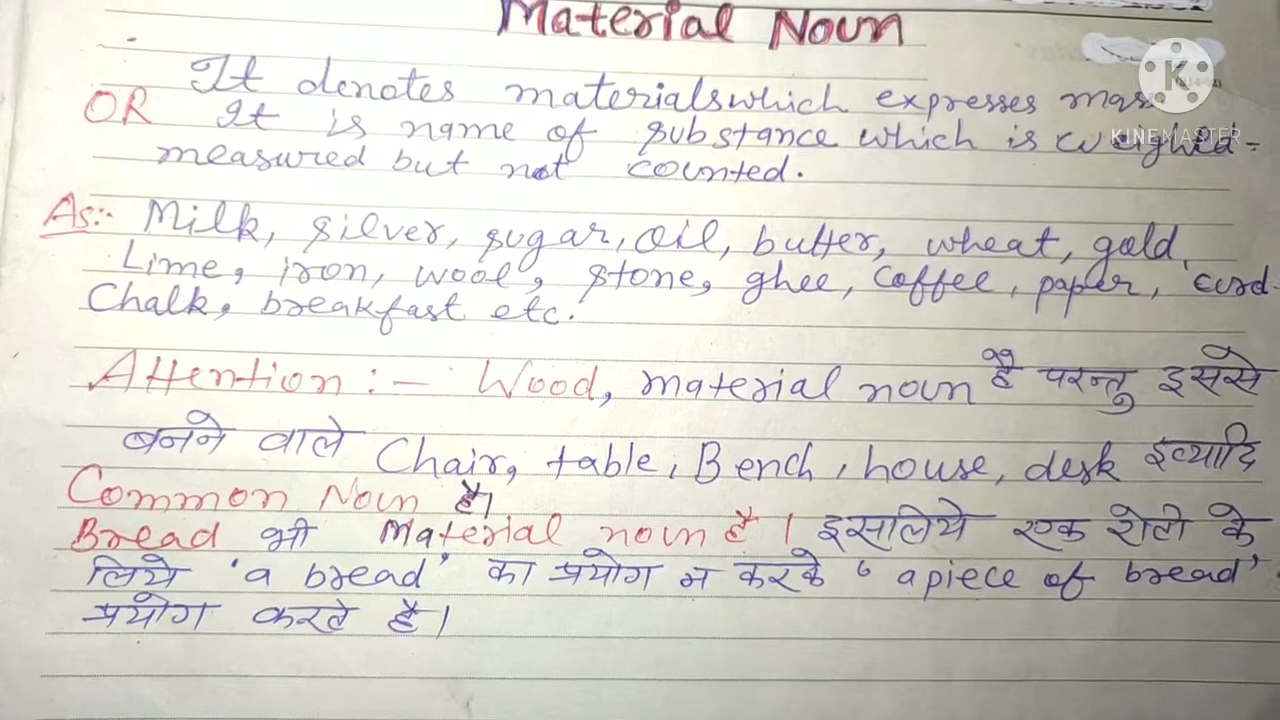 Material Noun
It denotes materials which expresses mass
OR It is name of substance which is weighed-
measured but not counted.
As:- Milk, silver, sugar, oil, butter, wheat, gold,
Lime, iron, wool, stone, ghee, coffee, paper, curd-
Chalk, breakfast etc.
Attention :- Wood, material noun है परन्तु इससे
बनने वाले Chair, table, Bench, house, desk इत्यादि
Common Noun है।
Bread भी Material noun है। इसलिये एक रोटी के
लिये 'a bread' का प्रयोग न करके 'a piece of bread'
प्रयोग करते है।
K
KINEMASTER